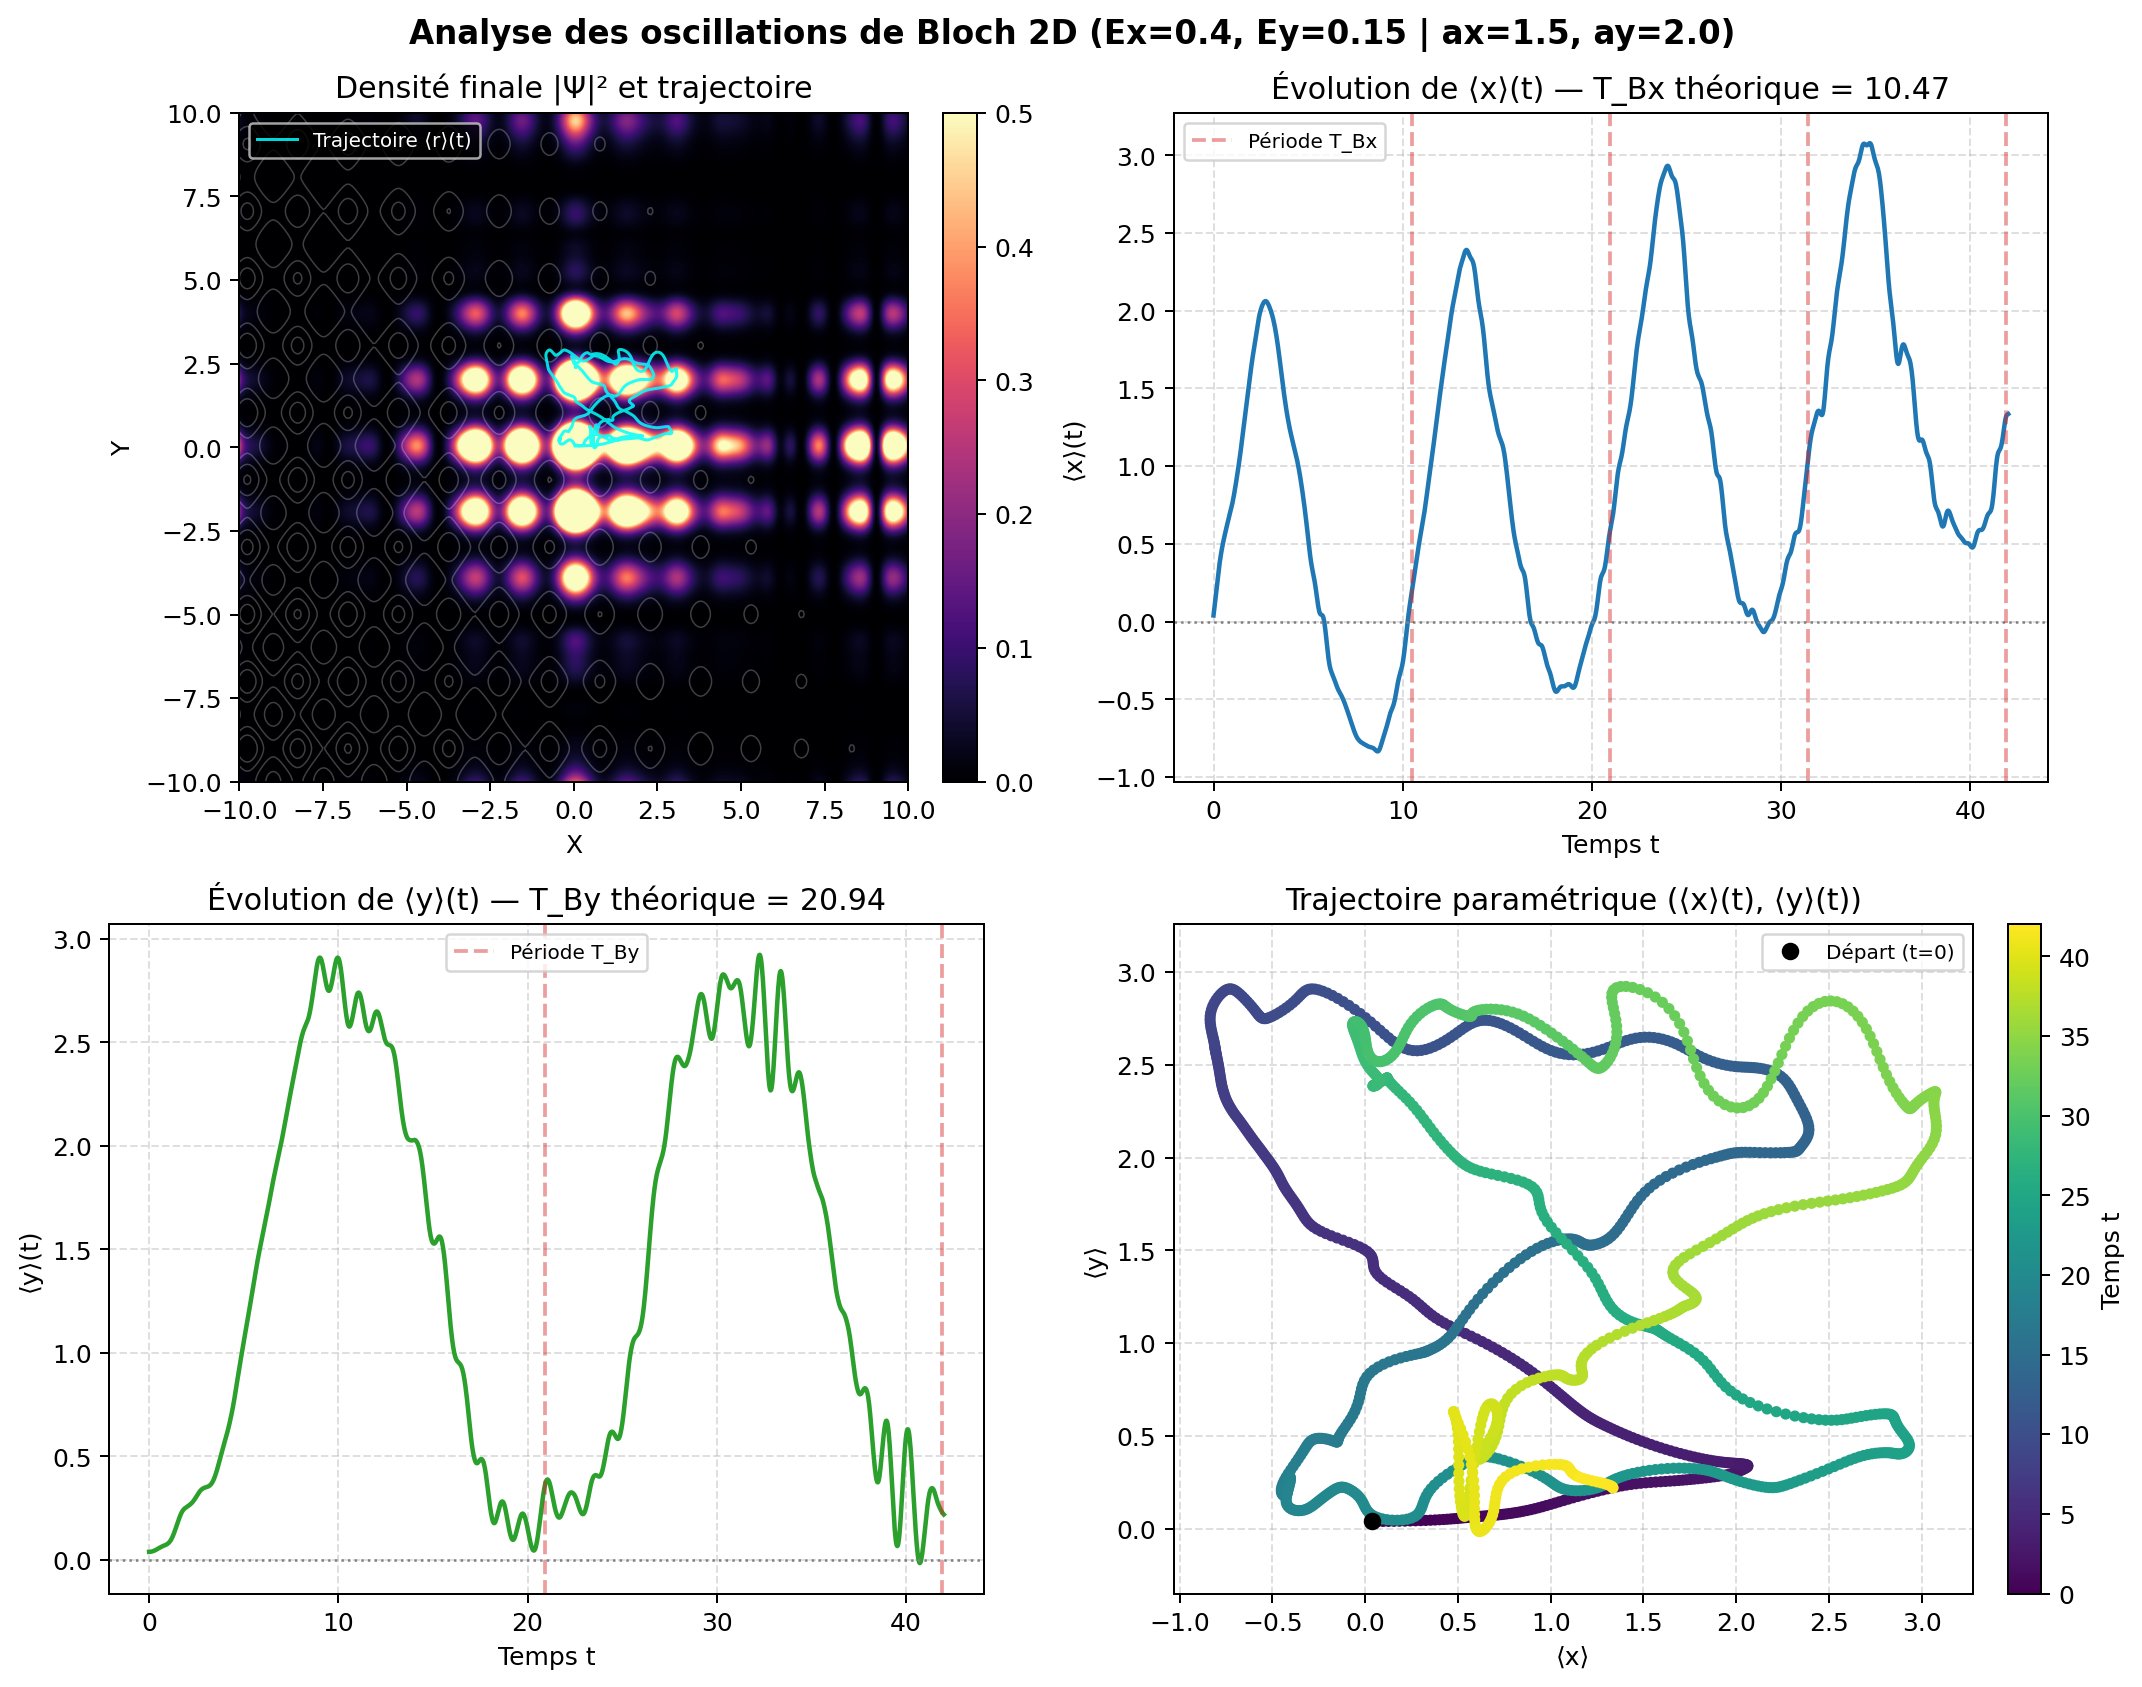 Analyse des oscillations de Bloch 2D (Ex=0.4, Ey=0.15 | ax=1.5, ay=2.0)
Densité finale |Ψ|² et trajectoire
Trajectoire ⟨r⟩(t)
10.0
7.5
5.0
2.5
0.0
−2.5
−5.0
−7.5
−10.0
Y
−10.0 −7.5 −5.0 −2.5 0.0 2.5 5.0 7.5 10.0
X
0.5
0.4
0.3
0.2
0.1
0.0
Évolution de ⟨x⟩(t) — T_Bx théorique = 10.47
Période T_Bx
3.0
2.5
2.0
1.5
1.0
0.5
0.0
−0.5
−1.0
⟨x⟩(t)
0 10 20 30 40
Temps t
Évolution de ⟨y⟩(t) — T_By théorique = 20.94
Période T_By
3.0
2.5
2.0
1.5
1.0
0.5
0.0
⟨y⟩(t)
0 10 20 30 40
Temps t
Trajectoire paramétrique (⟨x⟩(t), ⟨y⟩(t))
Départ (t=0)
3.0
2.5
2.0
1.5
1.0
0.5
0.0
⟨y⟩
−1.0 −0.5 0.0 0.5 1.0 1.5 2.0 2.5 3.0
⟨x⟩
40
35
30
25
20
15
10
5
0
Temps t